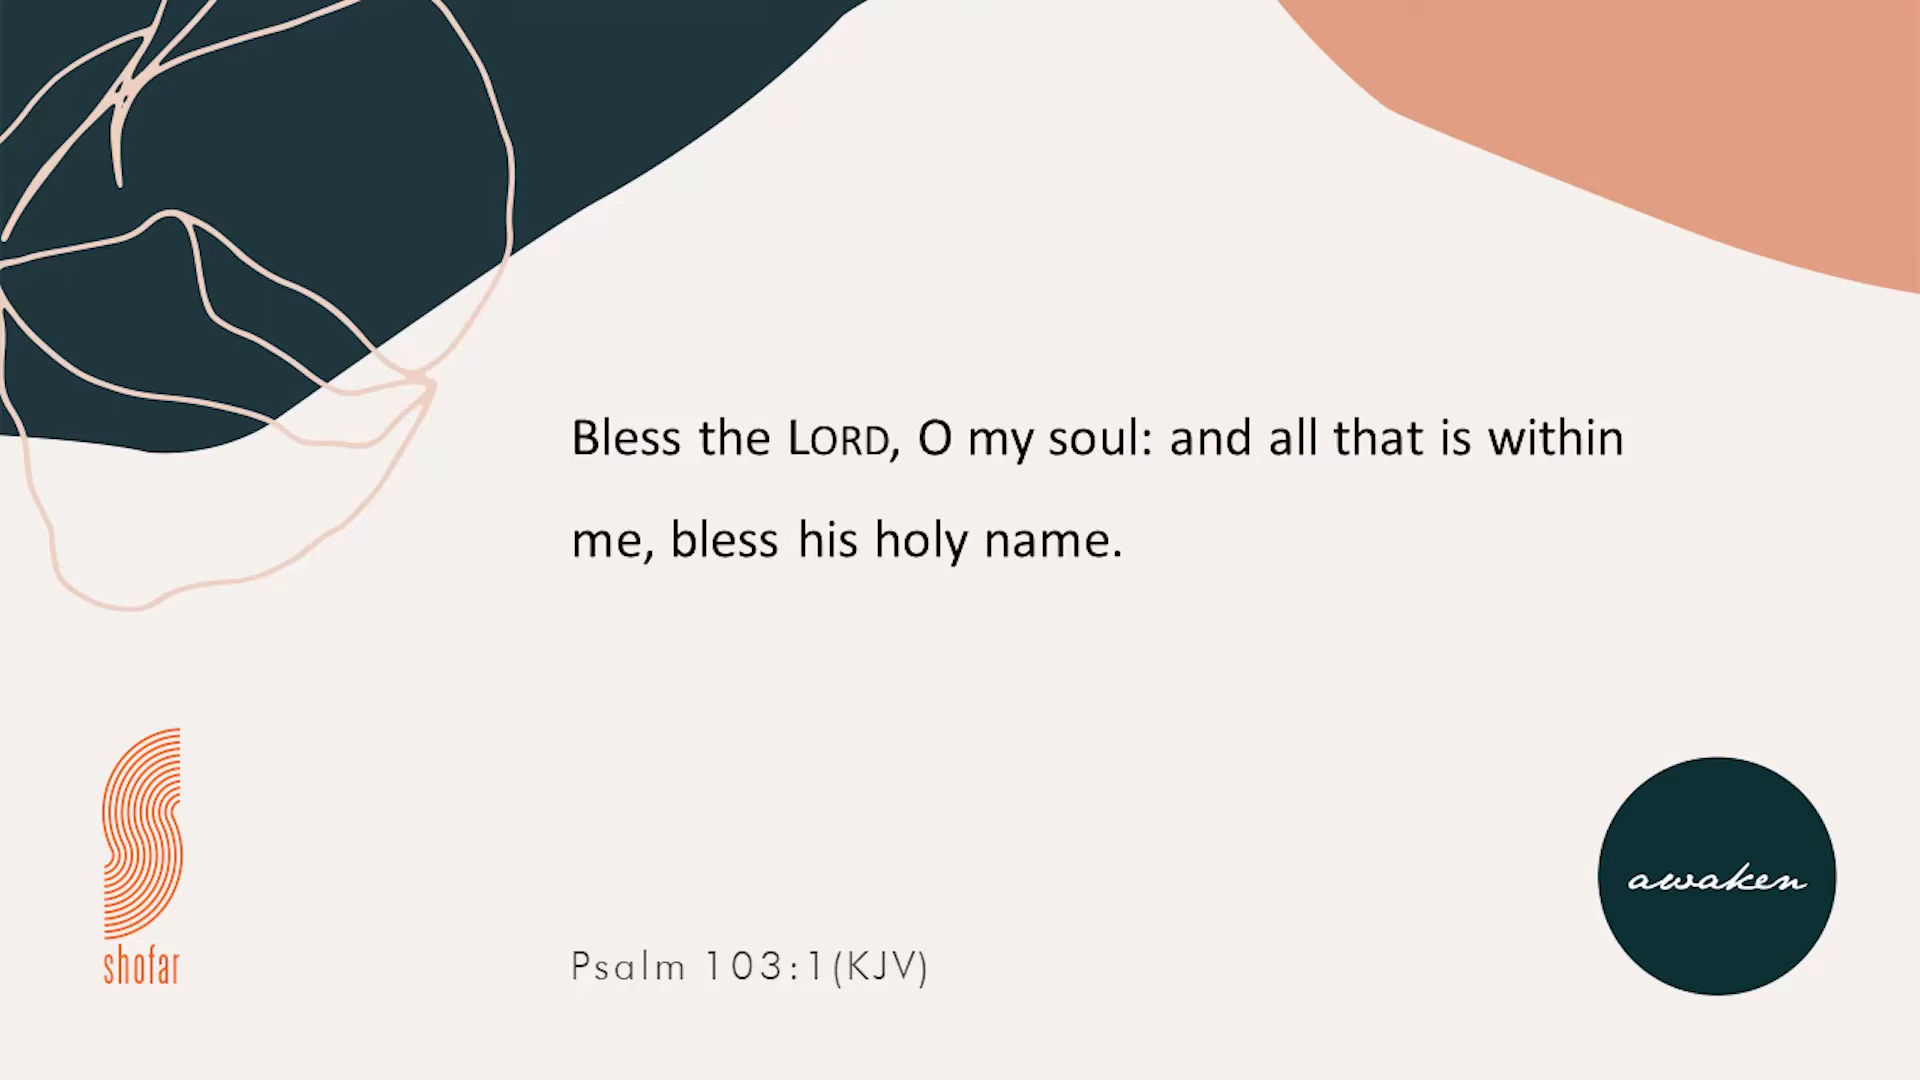 Bless the LORD, O my soul: and all that is within
me, bless his holy name.
shofar
Psalm 103:1(KJV)
awaken